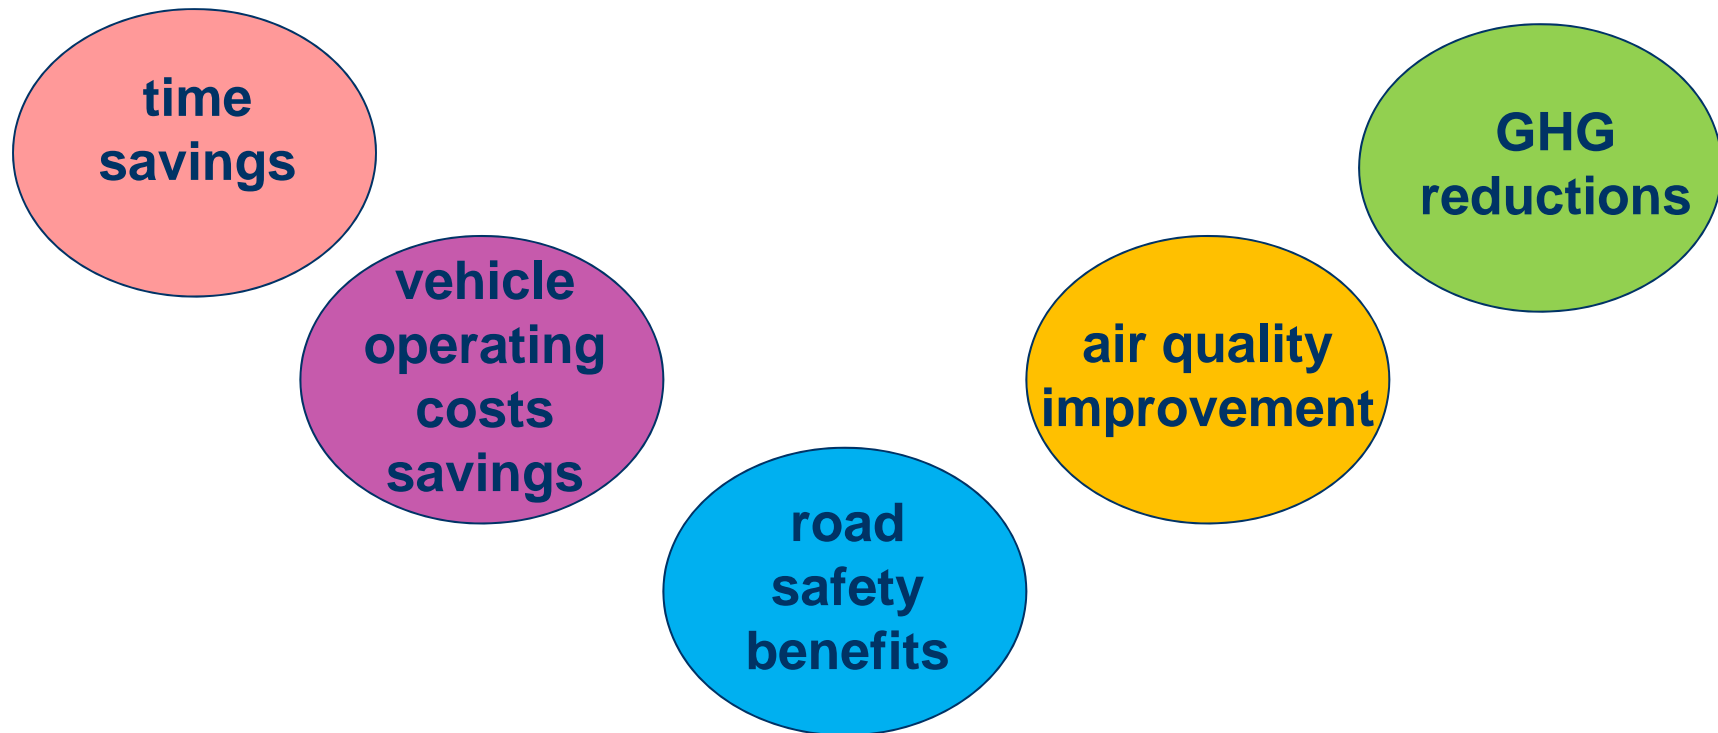 time
savings
vehicle
operating
costs
savings
road
safety
benefits
air quality
improvement
GHG
reductions